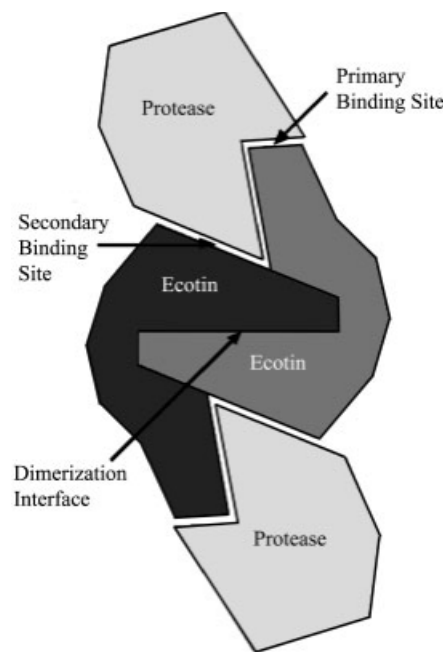 Primary
Binding Site
Protease
Secondary
Binding
Site
Ecotin
Ecotin
Dimerization
Interface
Protease